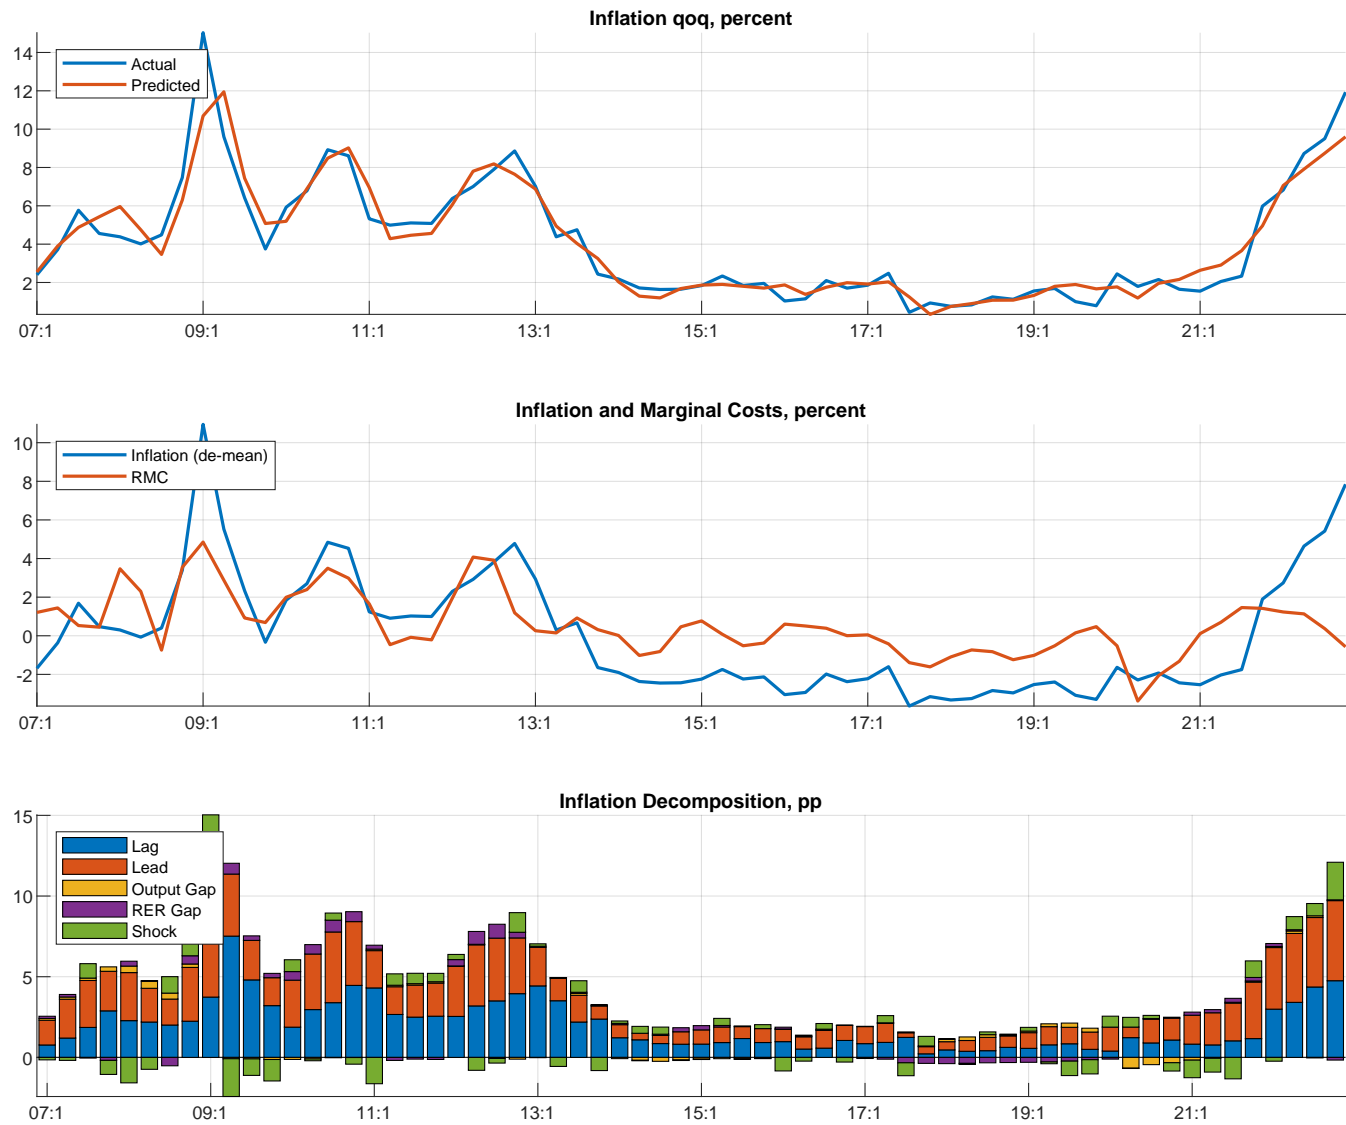 Inflation qoq, percent
14
12
10
8
6
4
2
Actual
Predicted
07:1 09:1 11:1 13:1 15:1 17:1 19:1 21:1
Inflation and Marginal Costs, percent
10
8
6
4
2
0
-2
Inflation (de-mean)
RMC
07:1 09:1 11:1 13:1 15:1 17:1 19:1 21:1
Inflation Decomposition, pp
15
10
5
0
Lag
Lead
Output Gap
RER Gap
Shock
07:1 09:1 11:1 13:1 15:1 17:1 19:1 21:1